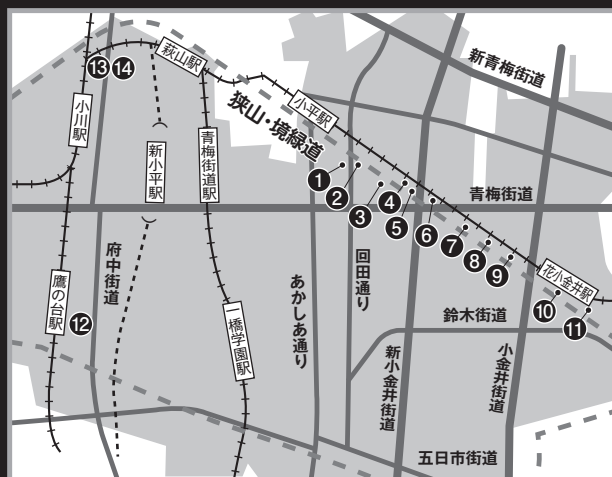 ⑬ ⑭
萩山駅
新青梅街道
小川駅
小平駅
狭山・境緑道
新小平駅
青梅街道駅
① ② ③ ④ ⑤ ⑥ ⑦ ⑧ ⑨
青梅街道
府中街道
回田通り
花小金井駅
鷹の台駅
⑫
あかしあ通り
一橋学園駅
鈴木街道
⑩ ⑪
新小金井街道
小金井街道
五日市街道